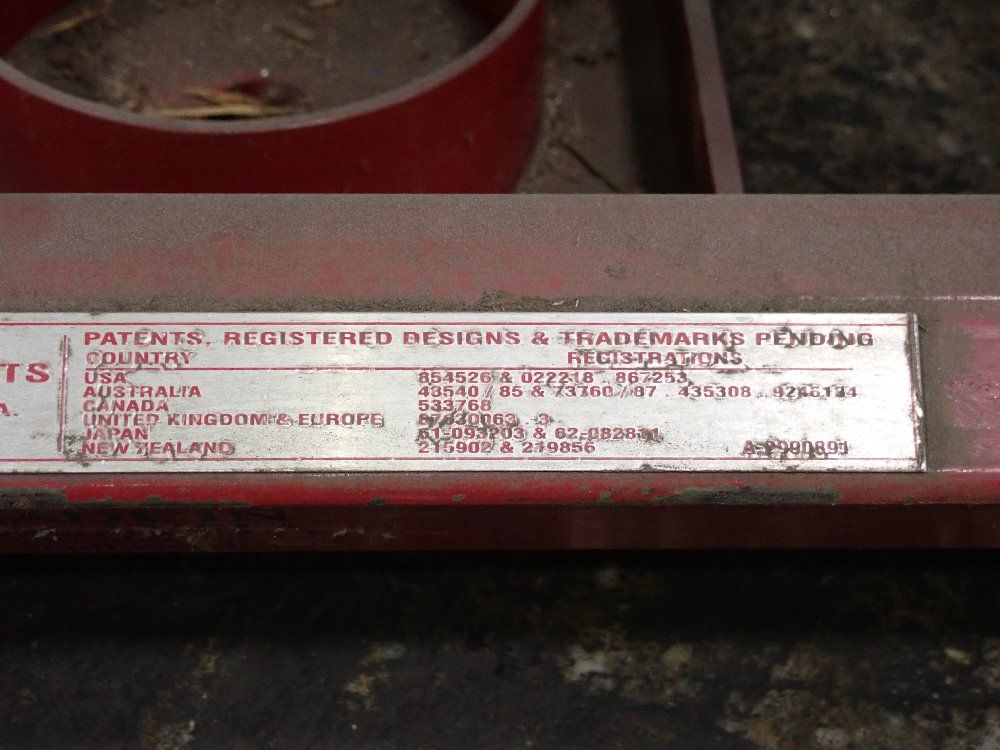 PATENTS, REGISTERED DESIGNS & TRADEMARKS PENDING
COUNTRY REGISTRATIONS
TS USA 854526 & 022218 . 867253
AUSTRALIA 43540 / 85 & 73760 / 87 . 435308 .
A. CANADA 533768
UNITED KINGDOM & EUROPE
JAPAN
NEW ZEALAND 215902 & 219856